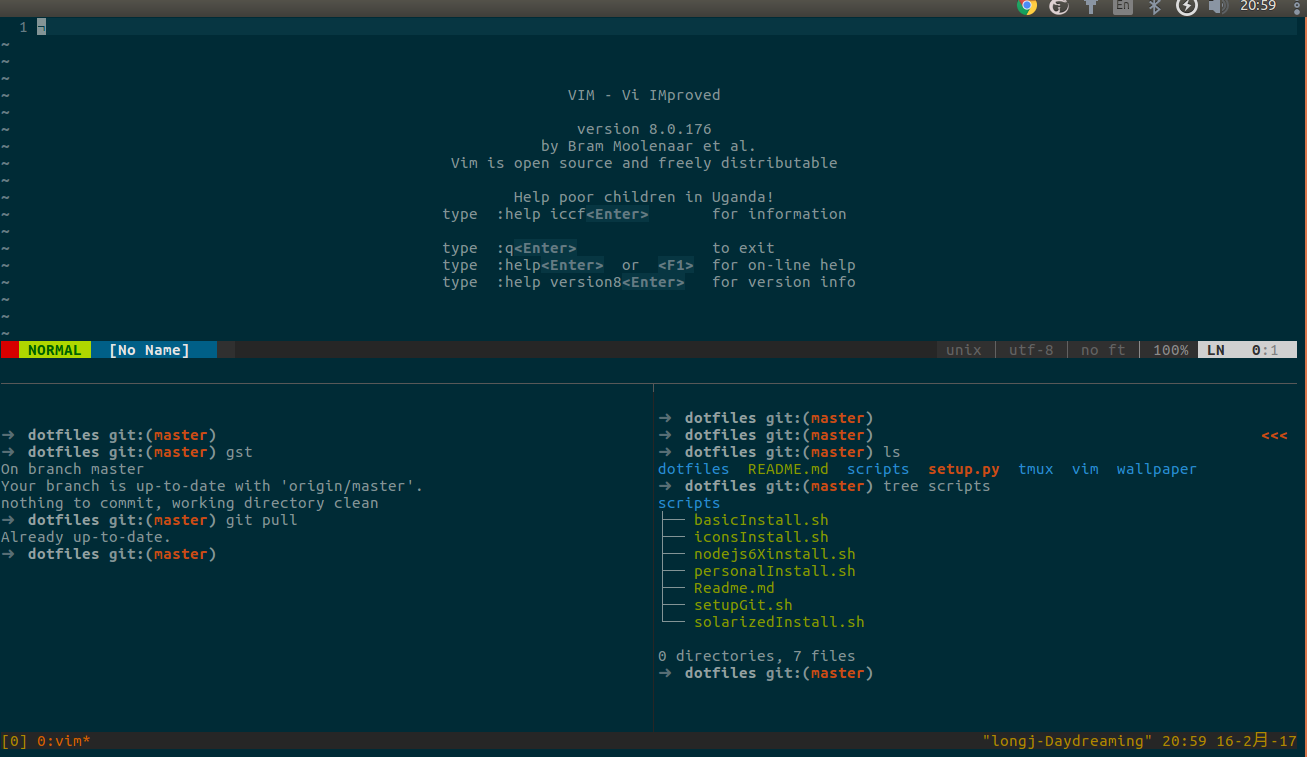 En 20:59
1
~
~
~
~ VIM - Vi IMproved
~
~ version 8.0.176
~ by Bram Moolenaar et al.
~ Vim is open source and freely distributable
~
~ Help poor children in Uganda!
~ type :help iccf<Enter> for information
~
~ type :q<Enter> to exit
~ type :help<Enter> or <F1> for on-line help
~ type :help version8<Enter> for version info
~
~
~
NORMAL [No Name] unix utf-8 no ft 100% LN 0:1
➜ dotfiles git:(master)
➜ dotfiles git:(master) gst
On branch master
Your branch is up-to-date with 'origin/master'.
nothing to commit, working directory clean
➜ dotfiles git:(master) git pull
Already up-to-date.
➜ dotfiles git:(master)
➜ dotfiles git:(master)
➜ dotfiles git:(master) <<<
➜ dotfiles git:(master) ls
dotfiles README.md scripts setup.py tmux vim wallpaper
➜ dotfiles git:(master) tree scripts
scripts
├── basicInstall.sh
├── iconsInstall.sh
├── nodejs6Xinstall.sh
├── personalInstall.sh
├── Readme.md
├── setupGit.sh
└── solarizedInstall.sh
0 directories, 7 files
➜ dotfiles git:(master)
[0] 0:vim* "longj-Daydreaming" 20:59 16-2月-17